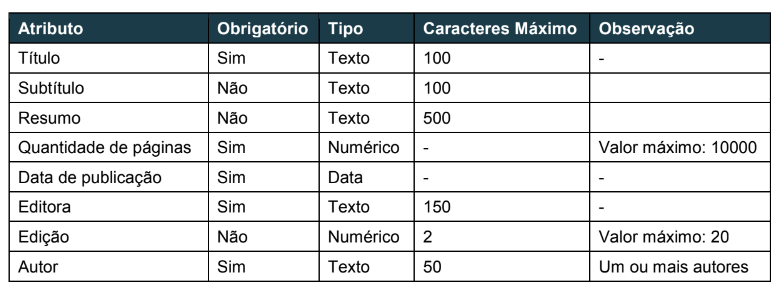 Atributo Obrigatório Tipo Caracteres Máximo Observação
Título Sim Texto 100 -
Subtítulo Não Texto 100
Resumo Não Texto 500
Quantidade de páginas Sim Numérico - Valor máximo: 10000
Data de publicação Sim Data - -
Editora Sim Texto 150 -
Edição Não Numérico 2 Valor máximo: 20
Autor Sim Texto 50 Um ou mais autores